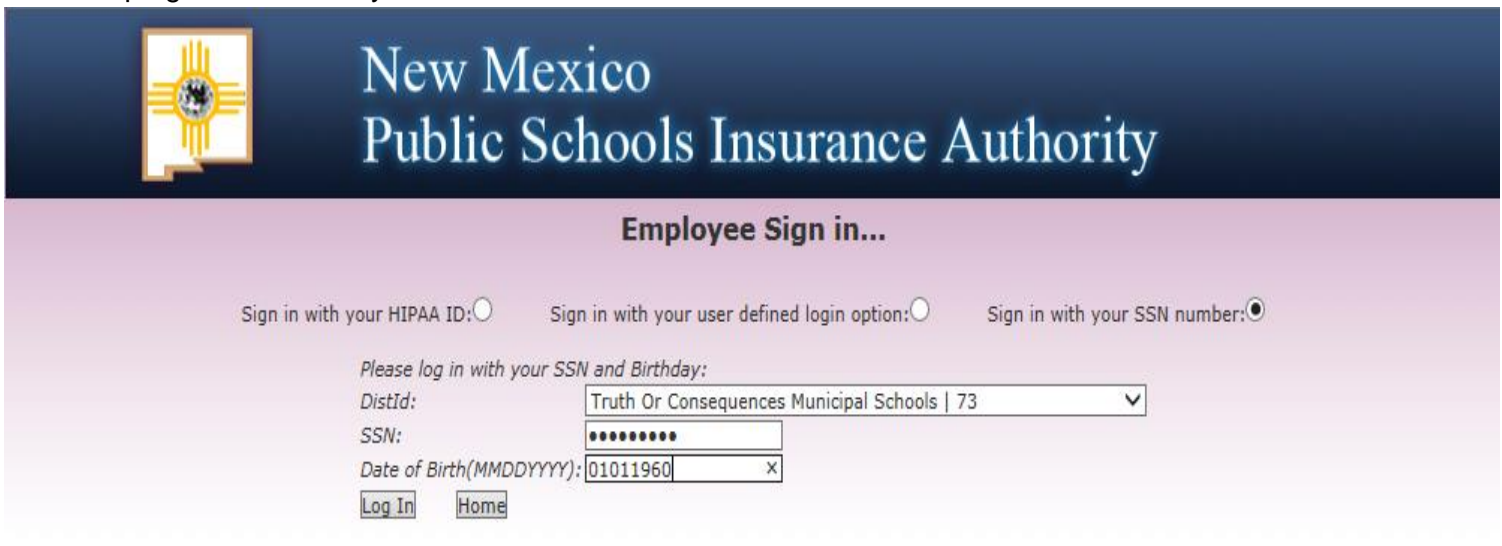 New Mexico
Public Schools Insurance Authority
Employee Sign in...
Sign in with your HIPAA ID: Sign in with your user defined login option: Sign in with your SSN number:
Please log in with your SSN and Birthday:
DistId: Truth Or Consequences Municipal Schools | 73
SSN: •••••••••
Date of Birth(MMDDYYYY): 01011960 X
Log In Home